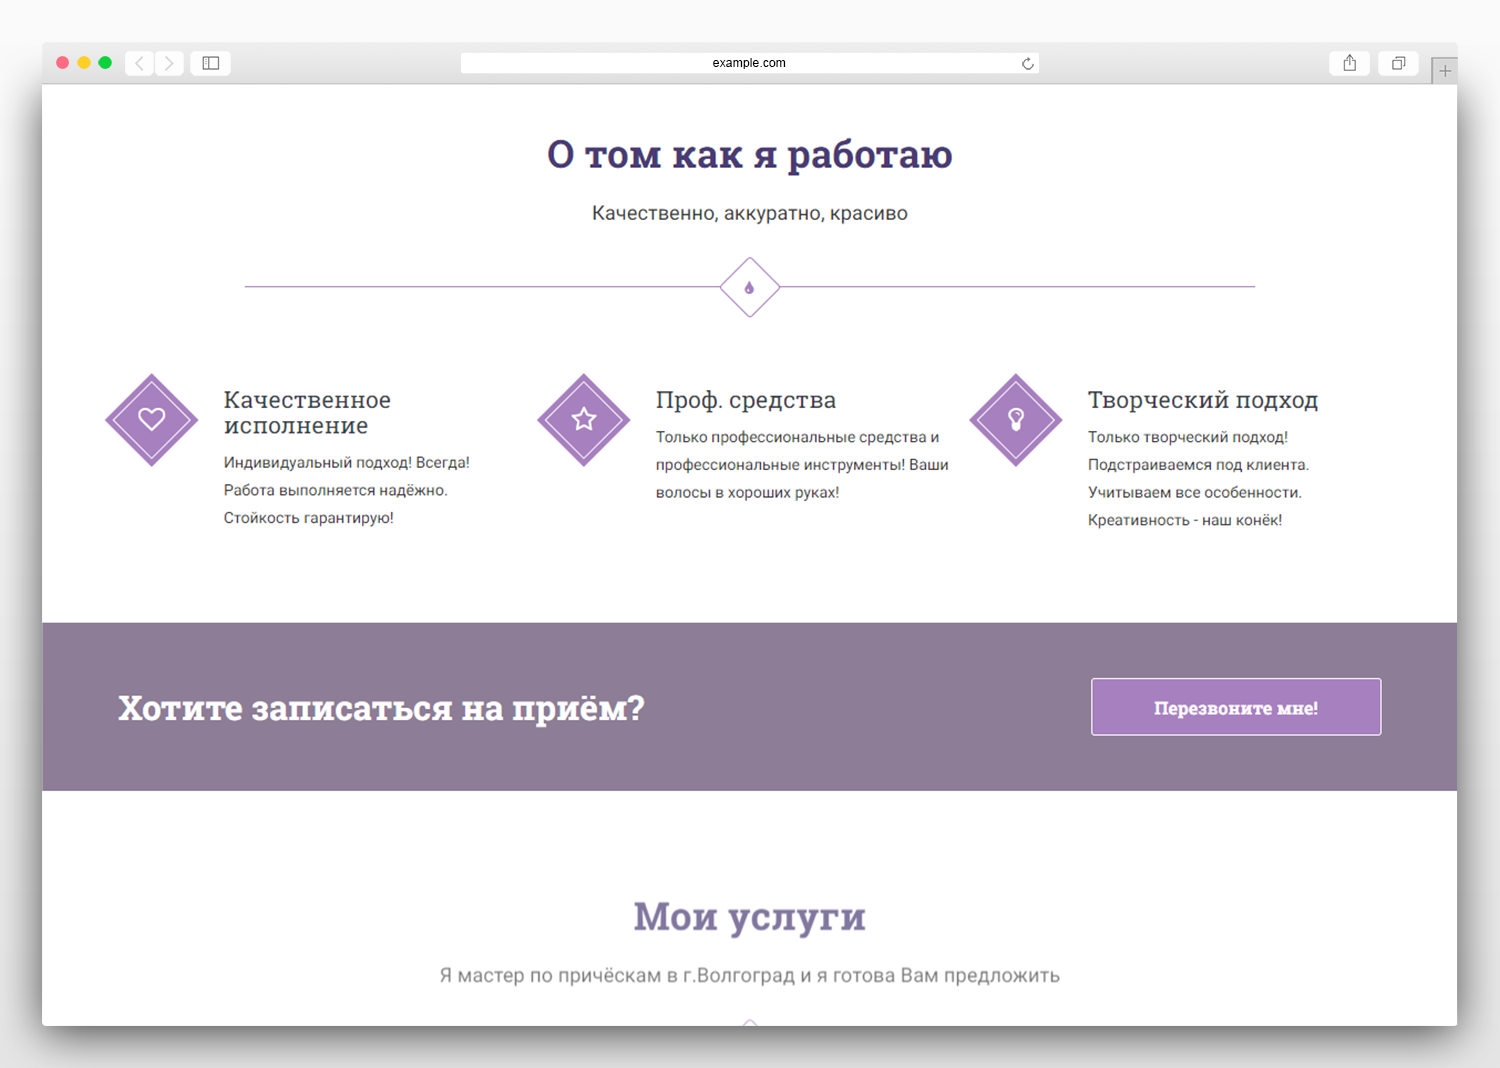 example.com
О том как я работаю
Качественно, аккуратно, красиво
Качественное
исполнение
Индивидуальный подход! Всегда!
Работа выполняется надёжно.
Стойкость гарантирую!
Проф. средства
Только профессиональные средства и
профессиональные инструменты! Ваши
волосы в хороших руках!
Творческий подход
Только творческий подход!
Подстраиваемся под клиента.
Учитываем все особенности.
Креативность - наш конёк!
Хотите записаться на приём?
Перезвоните мне!
Мои услуги
Я мастер по причёскам в г.Волгоград и я готова Вам предложить